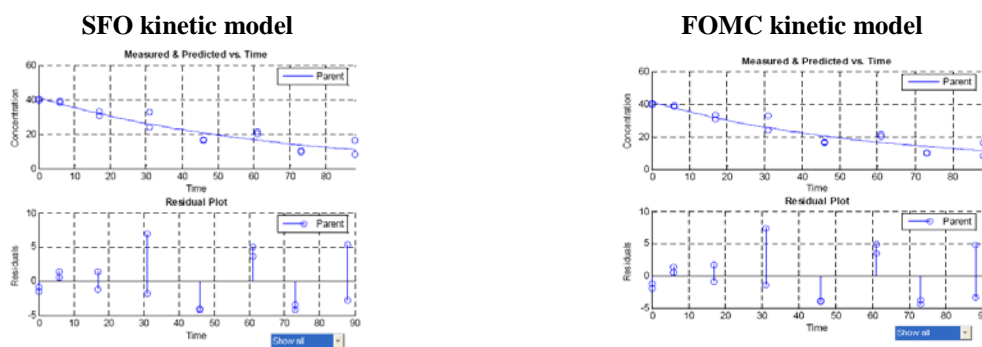 SFO kinetic model
Measured & Predicted vs. Time
Parent
Concentration
60
40
20
0
0 10 20 30 40 50 60 70 80
Time
Residual Plot
Parent
Residuals
10
5
0
-5
0 10 20 30 40 50 60 70 80 90
Time
Show all
FOMC kinetic model
Measured & Predicted vs. Time
Parent
Concentration
60
40
20
0
0 10 20 30 40 50 60 70 80
Time
Residual Plot
Parent
Residuals
10
5
0
-5
0 10 20 30 40 50 60 70 80 90
Time
Show all